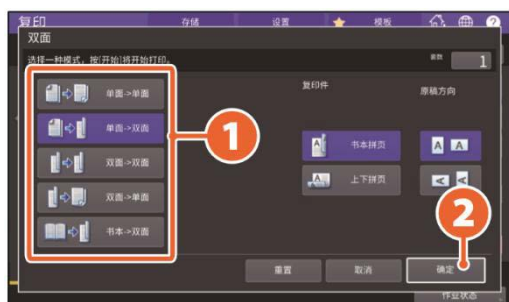 复印
存储
设置
模板
?
双面
选择一种模式，按[开始]将开始打印。
套数
1
单面->单面
单面->双面
双面->双面
双面->单面
书本->双面
1
复印件
书本拼页
上下拼页
原稿方向
A A
A A
2
重置
取消
确定
作业状态